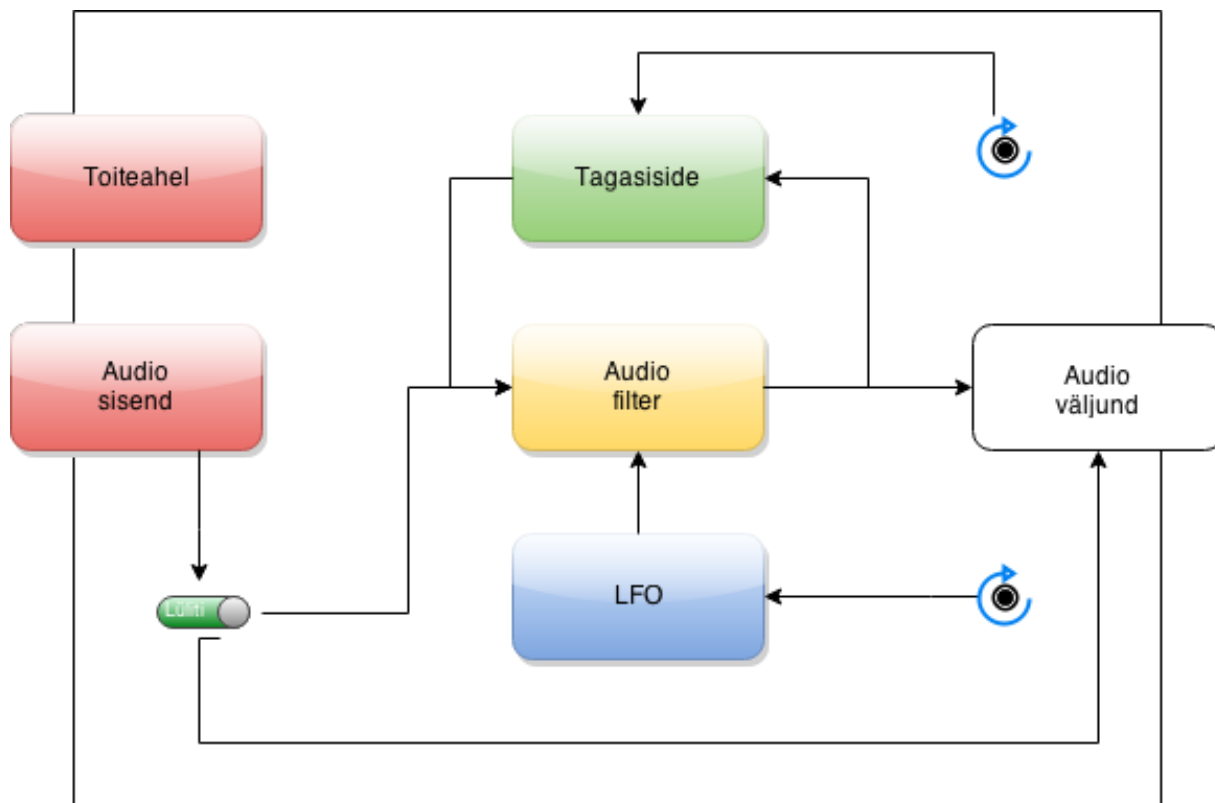 Toiteahel
Tagasiside
Audio
sisend
Audio
filter
Audio
väljund
Lüliti
LFO